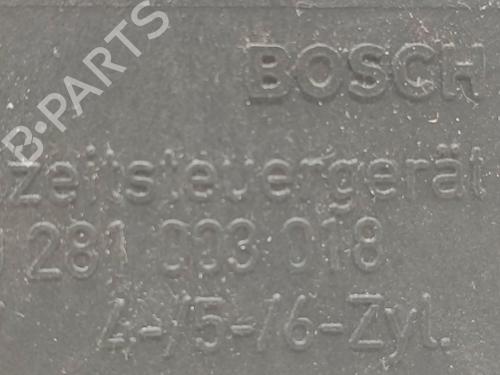 B-PARTS
BOSCH
zeitsteuergerät
281 003 018
4-/5-/6-Zyl.